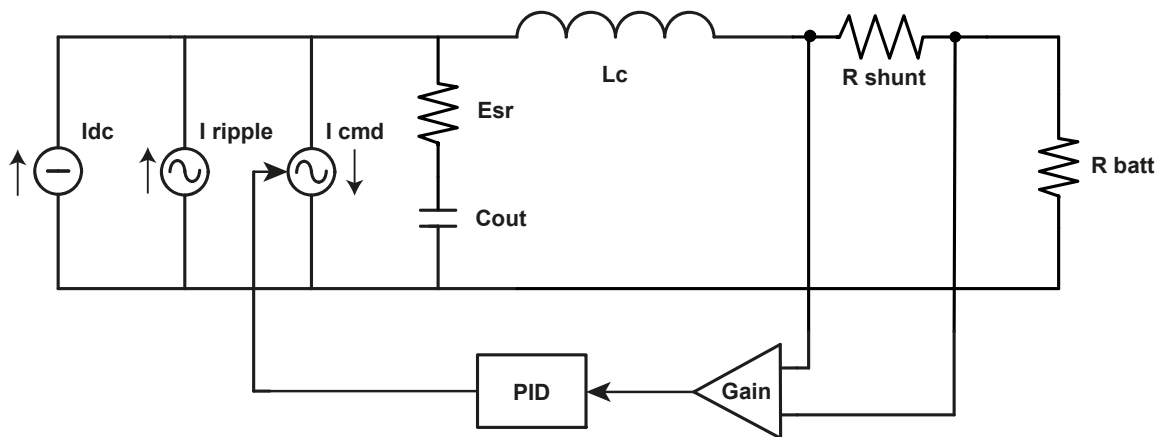 Lc
R shunt
Esr
Idc
I ripple
I cmd
R batt
Cout
PID
Gain